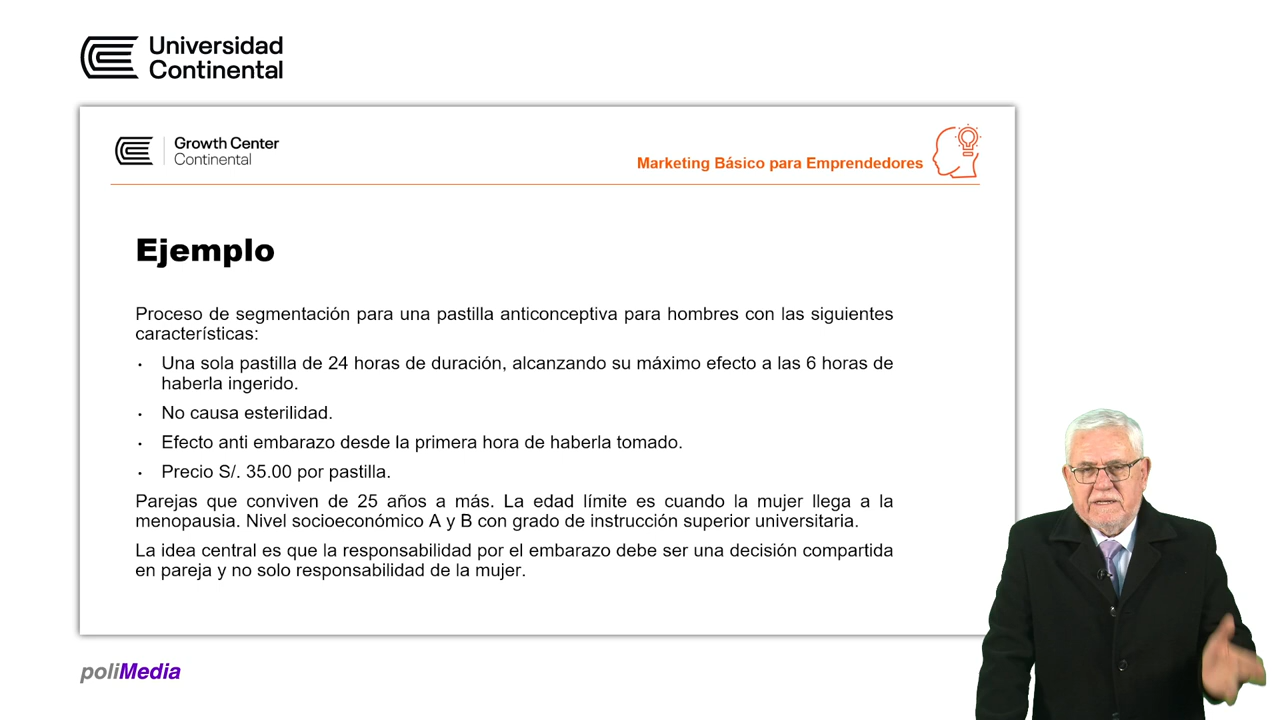 Universidad
Continental
Growth Center
Continental
Marketing Básico para Emprendedores
Ejemplo
Proceso de segmentación para una pastilla anticonceptiva para hombres con las siguientes
características:
· Una sola pastilla de 24 horas de duración, alcanzando su máximo efecto a las 6 horas de
haberla ingerido.
· No causa esterilidad.
· Efecto anti embarazo desde la primera hora de haberla tomado.
· Precio S/. 35.00 por pastilla.
Parejas que conviven de 25 años a más. La edad límite es cuando la mujer llega a la
menopausia. Nivel socioeconómico A y B con grado de instrucción superior universitaria.
La idea central es que la responsabilidad por el embarazo debe ser una decisión compartida
en pareja y no solo responsabilidad de la mujer.
poliMedia